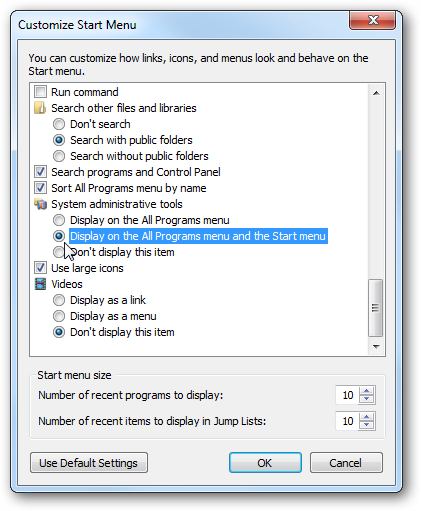 Customize Start Menu
You can customize how links, icons, and menus look and behave on the
Start menu.
Run command
Search other files and libraries
Don't search
Search with public folders
Search without public folders
Search programs and Control Panel
Sort All Programs menu by name
System administrative tools
Display on the All Programs menu
Display on the All Programs menu and the Start menu
Don't display this item
Use large icons
Videos
Display as a link
Display as a menu
Don't display this item
Start menu size
Number of recent programs to display: 10
Number of recent items to display in Jump Lists: 10
Use Default Settings OK Cancel